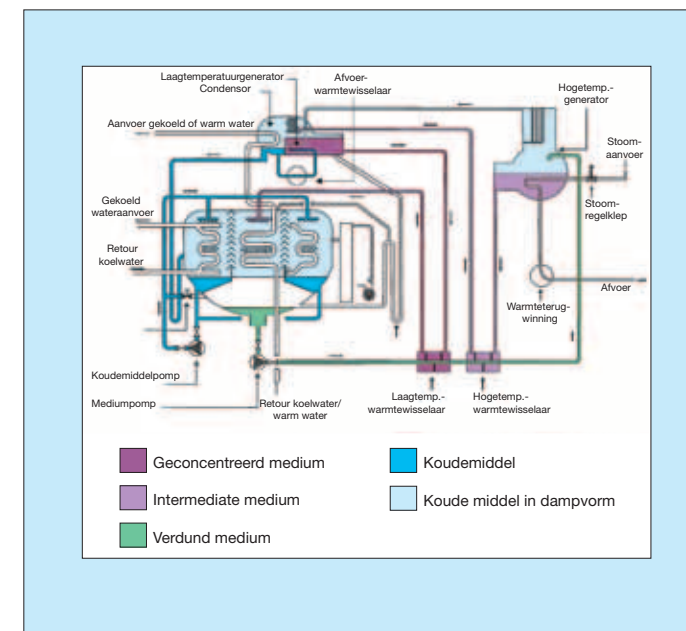 Laagtemperatuurgenerator
Condensor
Afvoer-
warmtewisselaar
Hogetemp.-
generator
Aanvoer gekoeld of warm water
Stoom-
aanvoer
Gekoeld
wateraanvoer
Stoom-
regelklep
Retour
koelwater
Afvoer
Warmteterug-
winning
Koudemiddelpomp
Mediumpomp
Retour koelwater/
warm water
Laagtemp.-
warmtewisselaar
Hogetemp.-
warmtewisselaar
Geconcentreerd medium
Koudemiddel
Intermediate medium
Koude middel in dampvorm
Verdund medium